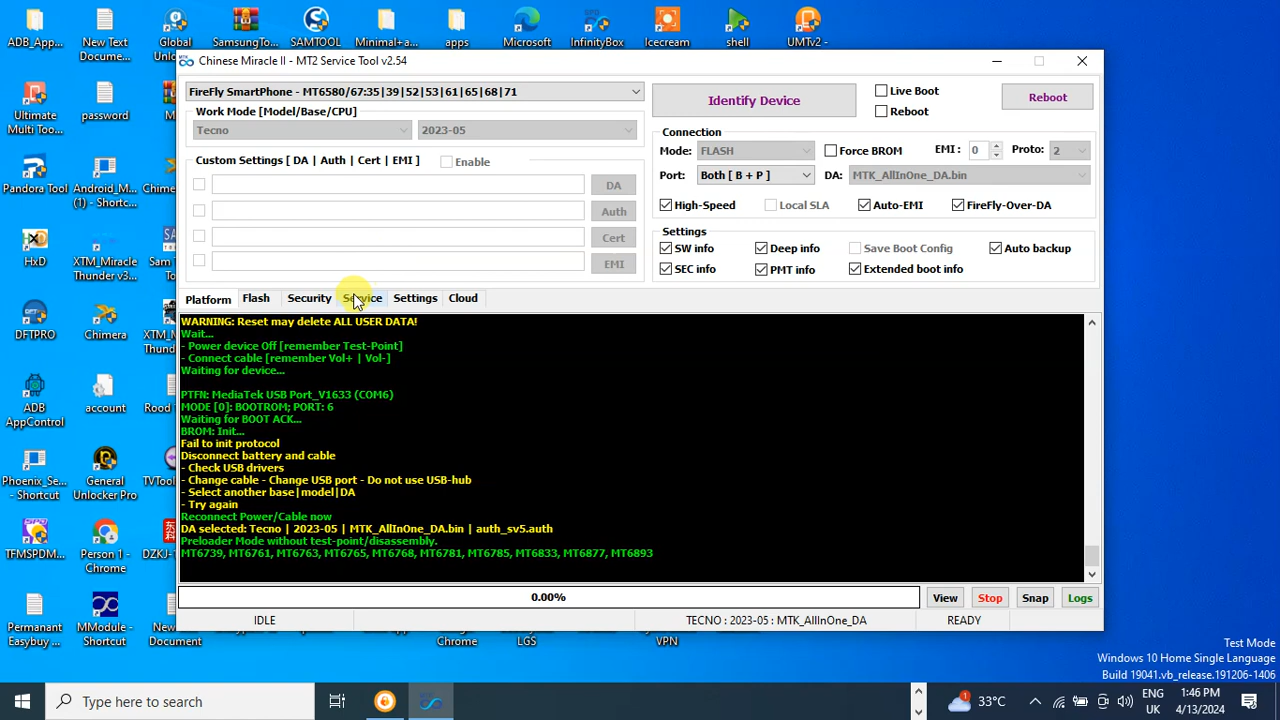 ADB_App...
New Text
Docume...
Global
Unl
SamsungTo...
SAMTOOL
Minimal+a...
apps
Microsoft
InfinityBox
Icecream
shell
UMTv2 -
Chinese Miracle II - MT2 Service Tool v2.54
FireFly SmartPhone - MT6580/67:35|39|52|53|61|65|68|71
Identify Device
Live Boot
Reboot
Reboot
Work Mode [Model/Base/CPU]
Tecno
2023-05
Connection
Mode:
FLASH
Force BROM
EMI :
0
Proto:
2
Custom Settings [ DA | Auth | Cert | EMI ]
Enable
Port:
Both [ B + P ]
DA:
MTK_AllInOne_DA.bin
DA
Auth
Cert
EMI
High-Speed
Local SLA
Auto-EMI
FireFly-Over-DA
Settings
SW info
Deep info
Save Boot Config
Auto backup
SEC info
PMT info
Extended boot info
Platform
Flash
Security
Service
Settings
Cloud
WARNING: Reset may delete ALL USER DATA!
Wait...
- Power device Off [remember Test-Point]
- Connect cable [remember Vol+ | Vol-]
Waiting for device...
PTFN: MediaTek USB Port_V1633 (COM6)
MODE [0]: BOOTROM; PORT: 6
Waiting for BOOT ACK...
BROM: Init...
Fail to init protocol
Disconnect battery and cable
- Check USB drivers
- Change cable - Change USB port - Do not use USB-hub
- Select another base|model|DA
- Try again
Reconnect Power/Cable now
DA selected: Tecno | 2023-05 | MTK_AllInOne_DA.bin | auth_sv5.auth
Preloader Mode without test-point/disassembly.
MT6739, MT6761, MT6763, MT6765, MT6768, MT6781, MT6785, MT6833, MT6877, MT6893
0.00%
View
Stop
Snap
Logs
IDLE
TECNO : 2023-05 : MTK_AllInOne_DA
READY
Ultimate
Multi Too...
password
M
Unl
Pandora Tool
Android_M...
(1) - Shortc...
Chime
HxD
XTM_Miracle
Thunder v3...
SA
Sam T
DFTPRO
Chimera
XTM_M
Thund
ADB
AppControl
account
Rood T
Phoenix_Se...
- Shortcut
General
Unlocker Pro
TVToo
TFMSPDM...
Person 1 -
Chrome
DZKJ-
Permanant
Easybuy ...
MModule -
Shortcut
New
Document
Google
Chrome
LGS
VPN
Test Mode
Windows 10 Home Single Language
Build 19041.vb_release.191206-1406
Type here to search
1
33°C
ENG
UK
1:46 PM
4/13/2024